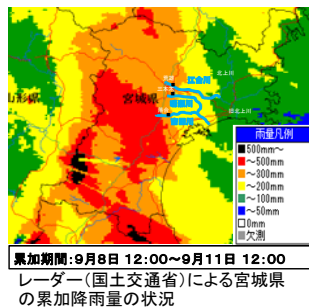 山形県
宮城県
江合川
鳴瀬川
吉田川
北上川
旧北上川
雨量凡例
500mm～
～500mm
～300mm
～200mm
～100mm
～50mm
0mm
欠測
累加期間:9月8日 12:00～9月11日 12:00
レーダー(国土交通省)による宮城県
の累加降雨量の状況